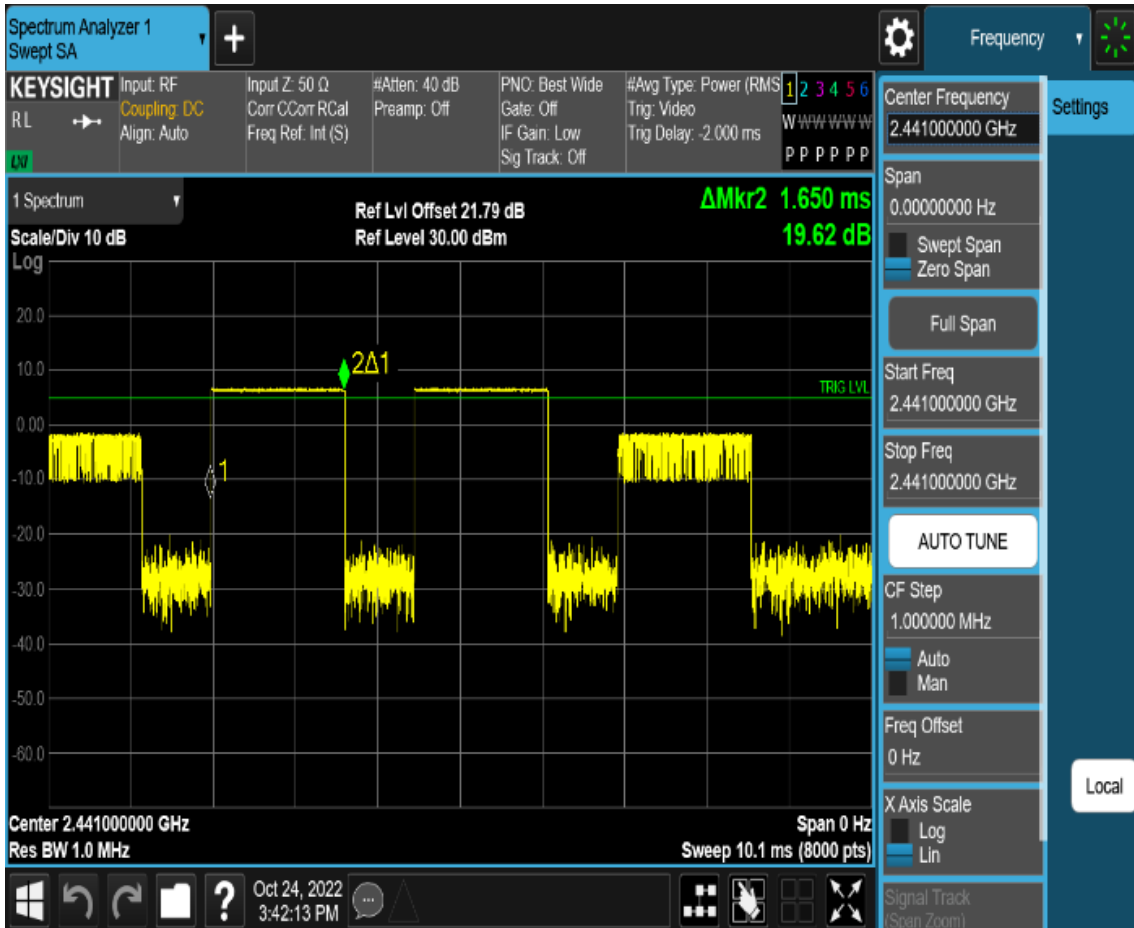 Spectrum Analyzer 1
Swept SA
+
Frequency
KEYSIGHT
RL
LXI
Input: RF
Coupling: DC
Align: Auto
Input Z: 50 Ω
Corr CCorr RCal
Freq Ref: Int (S)
#Atten: 40 dB
Preamp: Off
PNO: Best Wide
Gate: Off
IF Gain: Low
Sig Track: Off
#Avg Type: Power (RMS
Trig: Video
Trig Delay: -2.000 ms
1 2 3 4 5 6
W W W W W W
P P P P P P
1 Spectrum
Scale/Div 10 dB
Log
Ref Lvl Offset 21.79 dB
Ref Level 30.00 dBm
ΔMkr2 1.650 ms
19.62 dB
20.0
10.0
0.00
-10.0
-20.0
-30.0
-40.0
-50.0
-60.0
2Δ1
1
TRIG LVL
Center 2.441000000 GHz
Res BW 1.0 MHz
Span 0 Hz
Sweep 10.1 ms (8000 pts)
?
Oct 24, 2022
3:42:13 PM
Center Frequency
2.441000000 GHz
Span
0.00000000 Hz
Swept Span
Zero Span
Full Span
Start Freq
2.441000000 GHz
Stop Freq
2.441000000 GHz
AUTO TUNE
CF Step
1.000000 MHz
Auto
Man
Freq Offset
0 Hz
X Axis Scale
Log
Lin
Signal Track
(Span Zoom)
Settings
Local